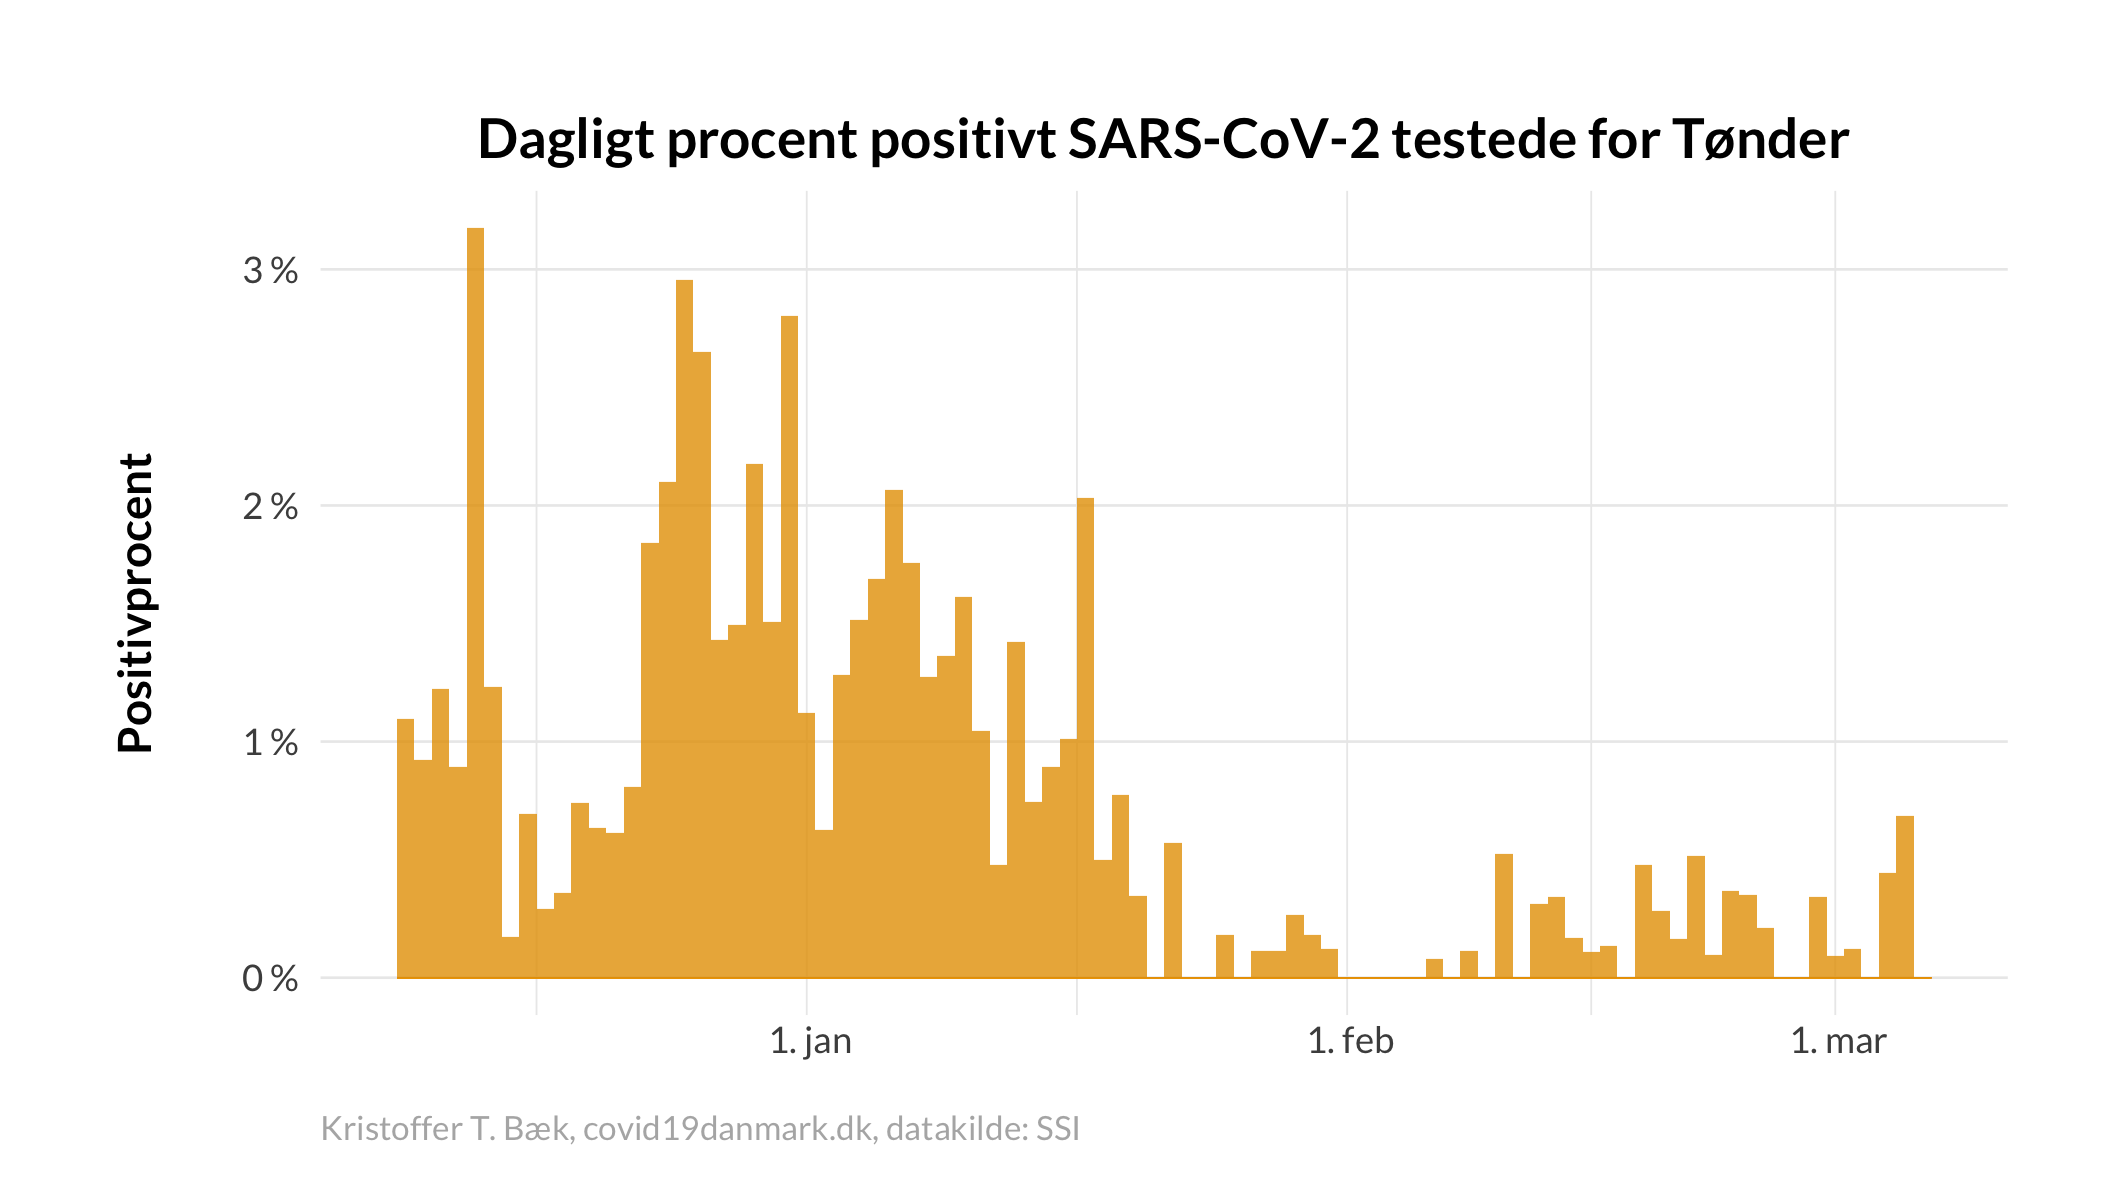 Dagligt procent positivt SARS-CoV-2 testede for Tønder
Positivprocent
3 %
2 %
1 %
0 %
1. jan
1. feb
1. mar
Kristoffer T. Bæk, covid19danmark.dk, datakilde: SSI